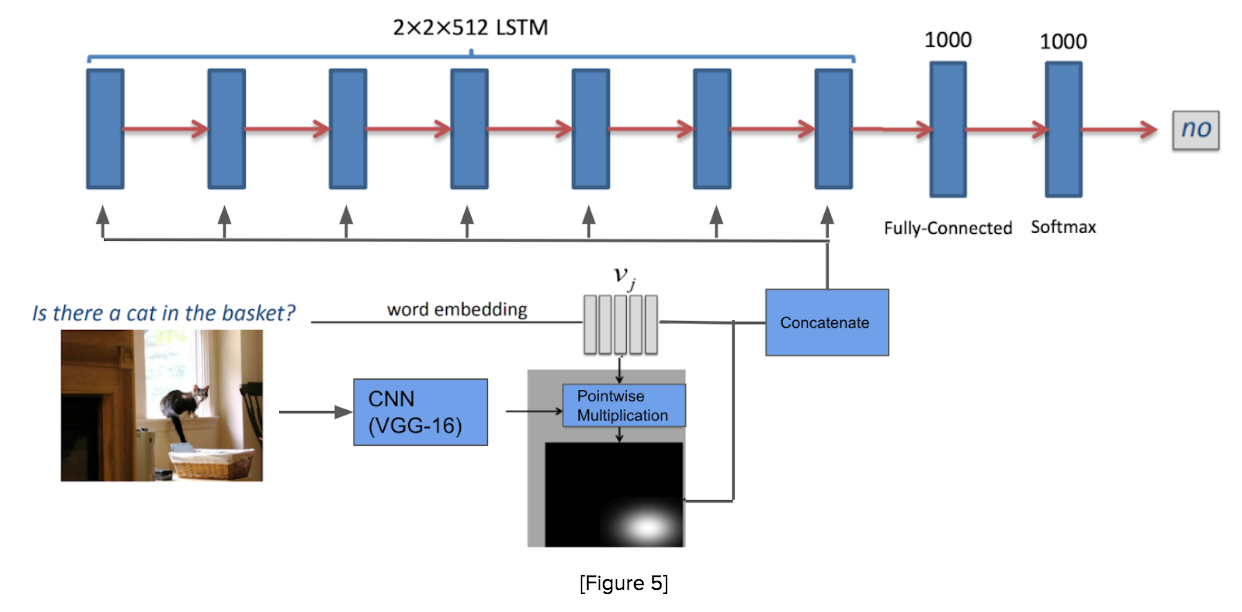 2×2×512 LSTM
1000
1000
no
Fully-Connected
Softmax
v_j
Is there a cat in the basket?
word embedding
Concatenate
CNN
(VGG-16)
Pointwise
Multiplication
[Figure 5]